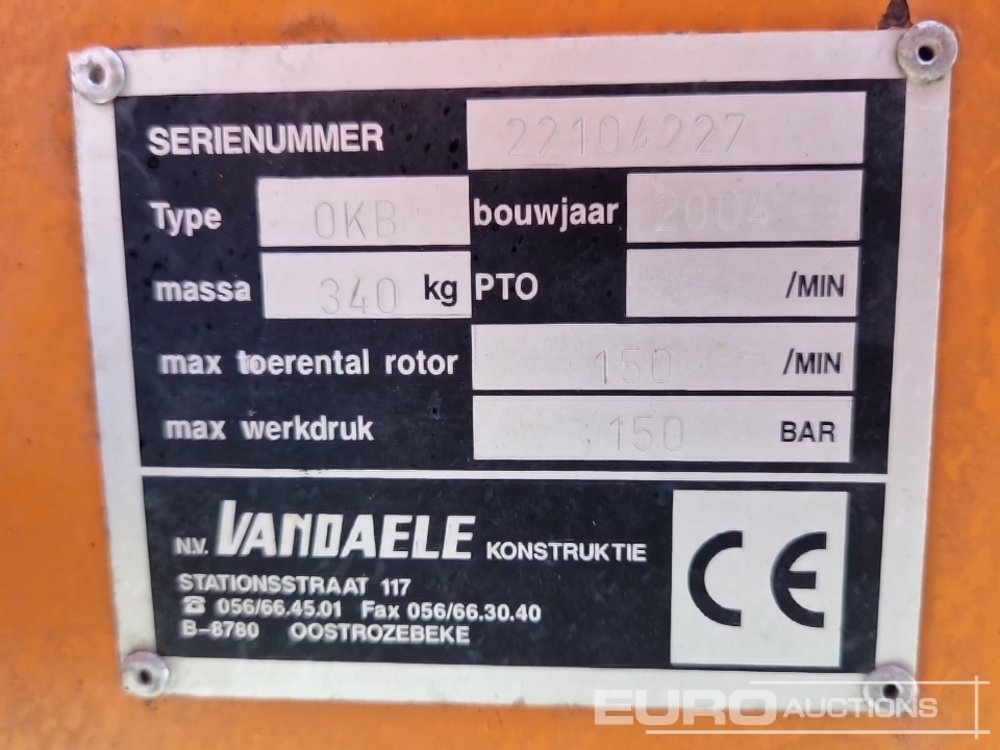 SERIENUMMER 22104227
Type OKB bouwjaar 2004
massa 340 kg PTO /MIN
max toerental rotor 150 /MIN
max werkdruk 150 BAR
N.V. VANDAELE KONSTRUKTIE
STATIONSSTRAAT 117
☎ 056/66.45.01 Fax 056/66.30.40
B-8780 OOSTROZEBEKE
CE
EURO AUCTIONS